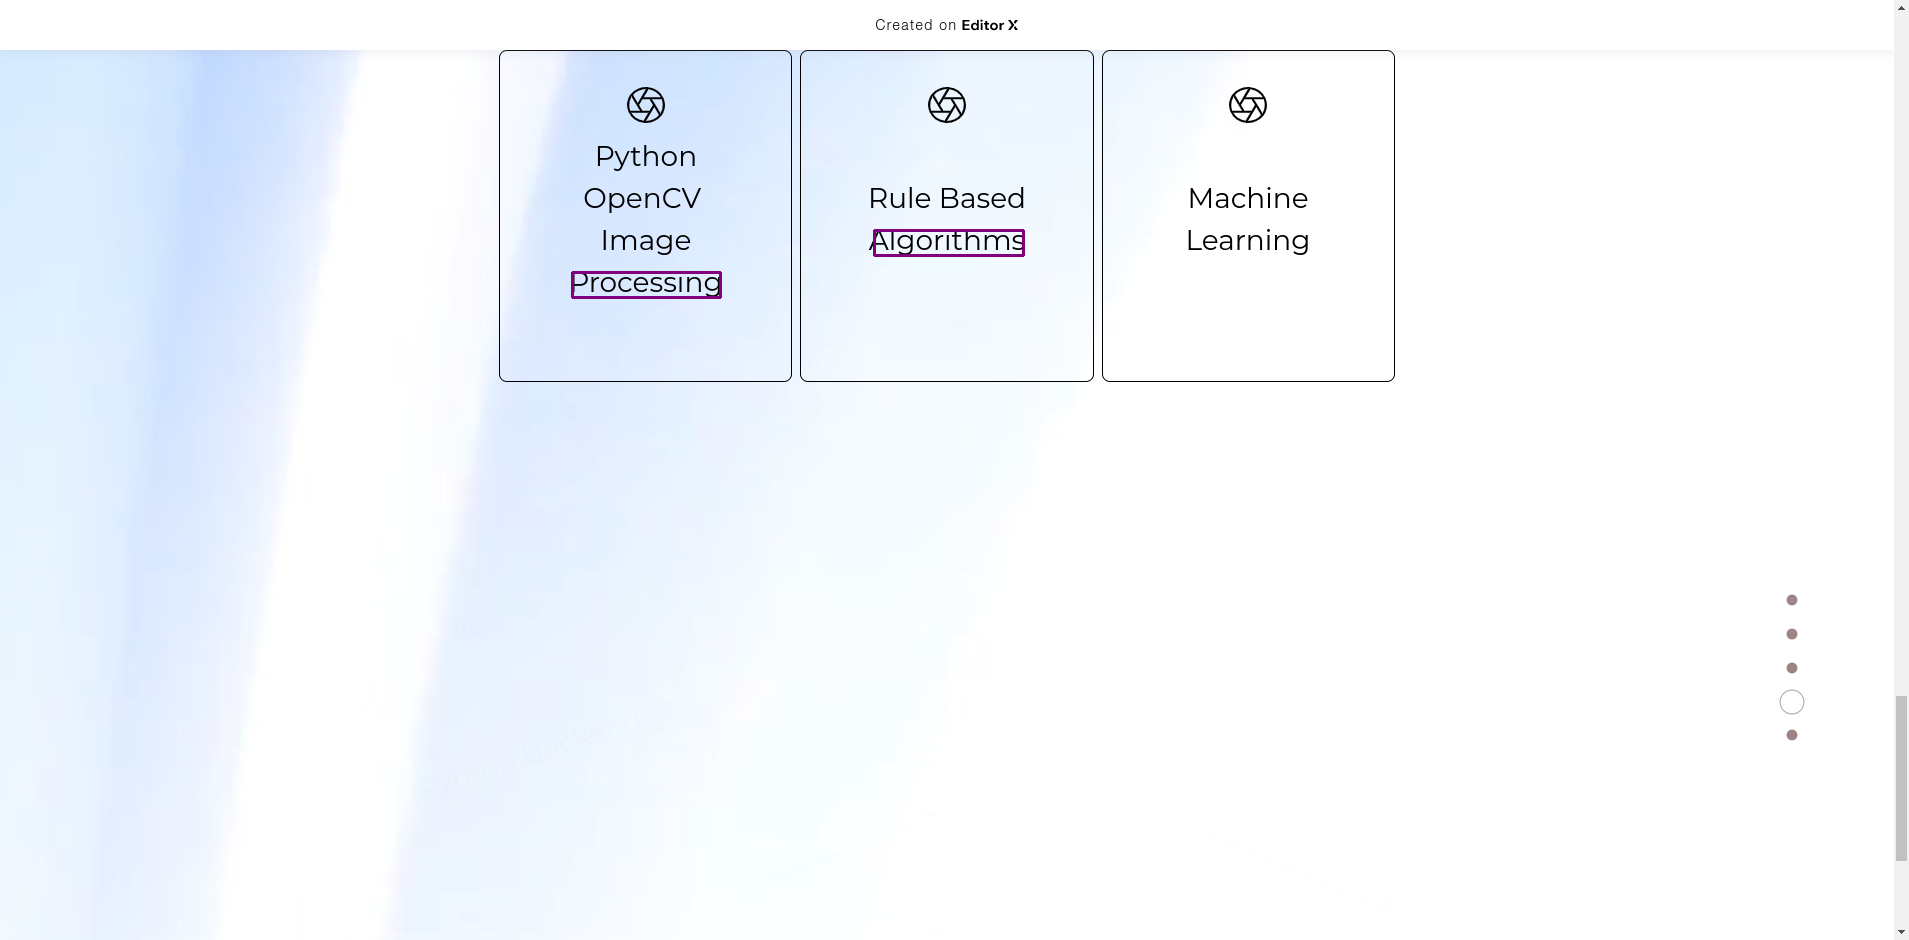 Created on Editor X
Python
OpenCV
Image
Processing
Rule Based
Algorithms
Machine
Learning
Python Backend